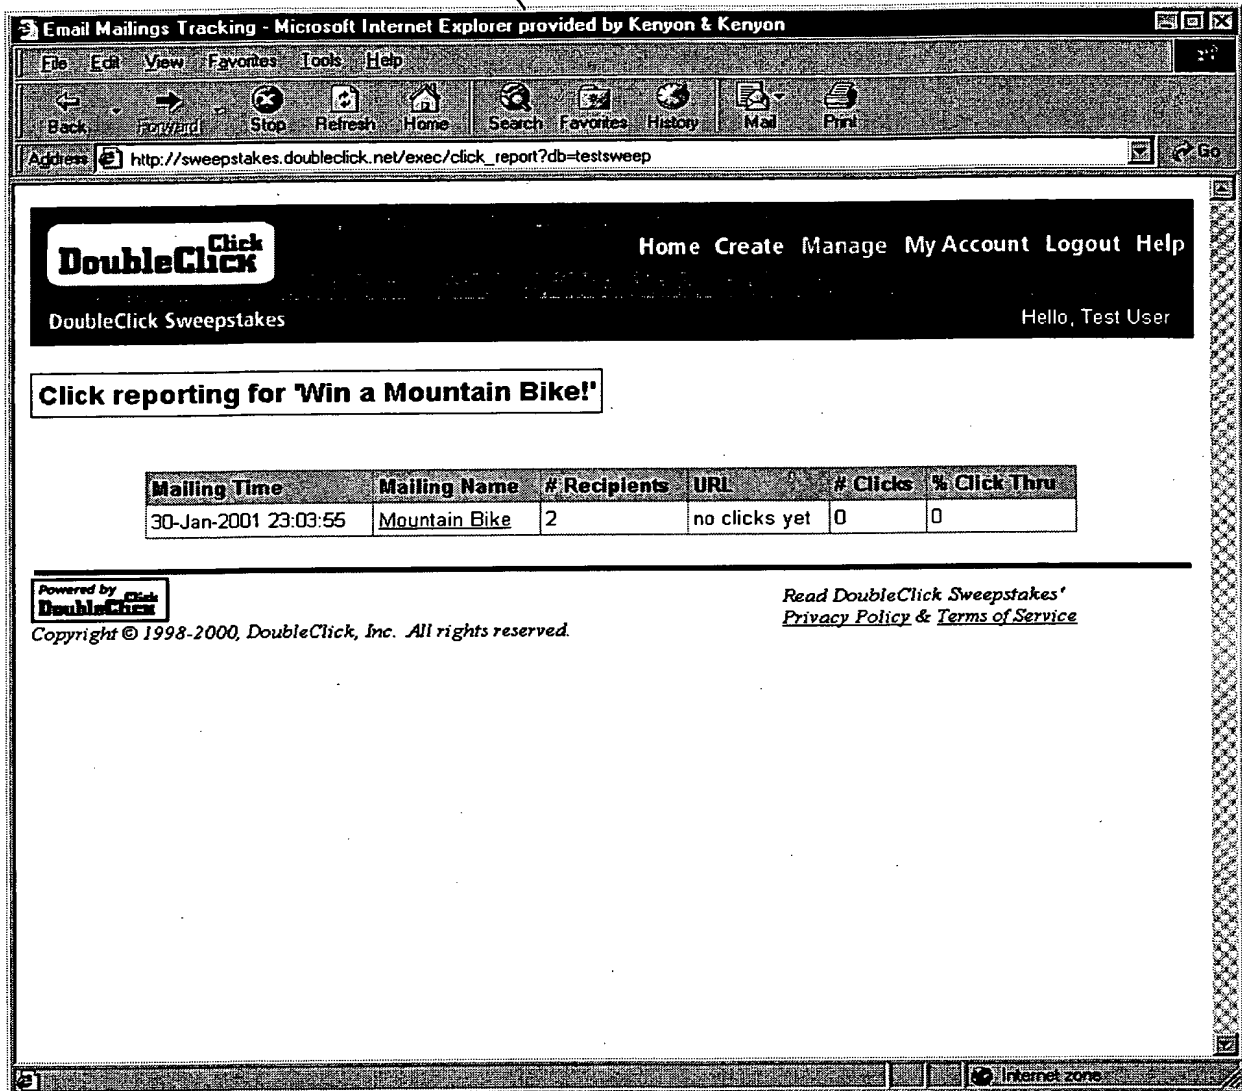 Email Mailings Tracking - Microsoft Internet Explorer provided by Kenyon & Kenyon
File Edit View Favorites Tools Help
Back Forward Stop Refresh Home Search Favorites History Mail Print
Address http://sweepstakes.doubleclick.net/exec/click_report?db=testsweep Go
DoubleClick Click
Home Create Manage My Account Logout Help
DoubleClick Sweepstakes Hello, Test User
Click reporting for 'Win a Mountain Bike!'
Mailing Time Mailing Name # Recipients URL # Clicks % Click Thru
30-Jan-2001 23:03:55 Mountain Bike 2 no clicks yet 0 0
Powered by
DoubleClick Click
Read DoubleClick Sweepstakes'
Copyright © 1998-2000, DoubleClick, Inc. All rights reserved.
Privacy Policy & Terms of Service
Internet zone